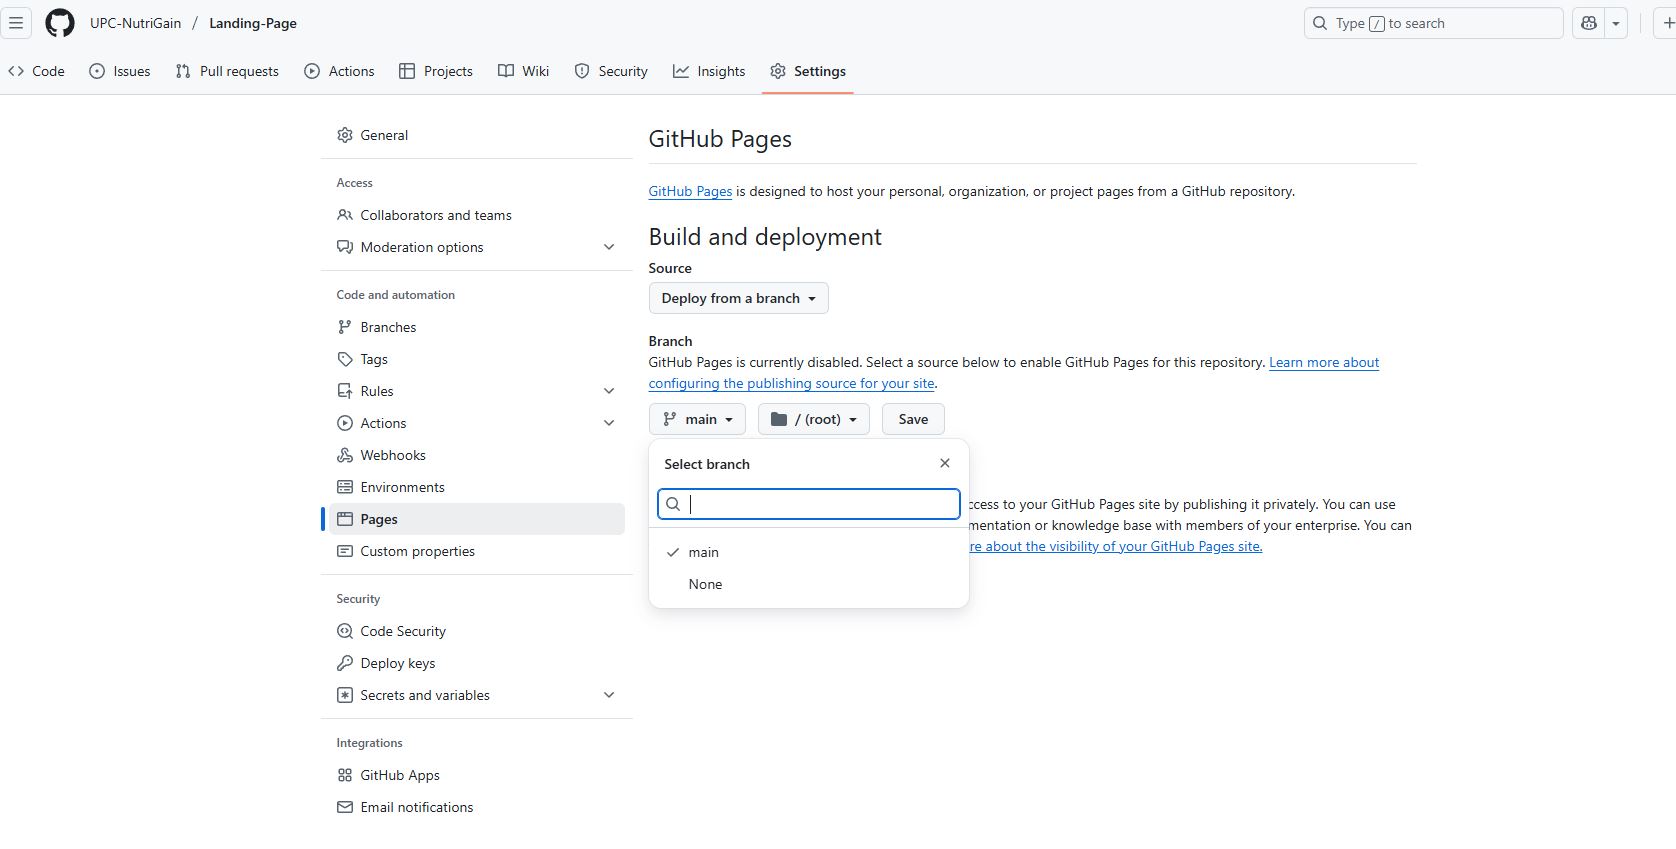 UPC-NutriGain / Landing-Page
Type / to search
Code
Issues
Pull requests
Actions
Projects
Wiki
Security
Insights
Settings
General
Access
Collaborators and teams
Moderation options
Code and automation
Branches
Tags
Rules
Actions
Webhooks
Environments
Pages
Custom properties
Security
Code Security
Deploy keys
Secrets and variables
Integrations
GitHub Apps
Email notifications
GitHub Pages
GitHub Pages is designed to host your personal, organization, or project pages from a GitHub repository.
Build and deployment
Source
Deploy from a branch
Branch
GitHub Pages is currently disabled. Select a source below to enable GitHub Pages for this repository. Learn more about
configuring the publishing source for your site.
main
/ (root)
Save
Select branch
main
None
ccess to your GitHub Pages site by publishing it privately. You can use
mentation or knowledge base with members of your enterprise. You can
re about the visibility of your GitHub Pages site.